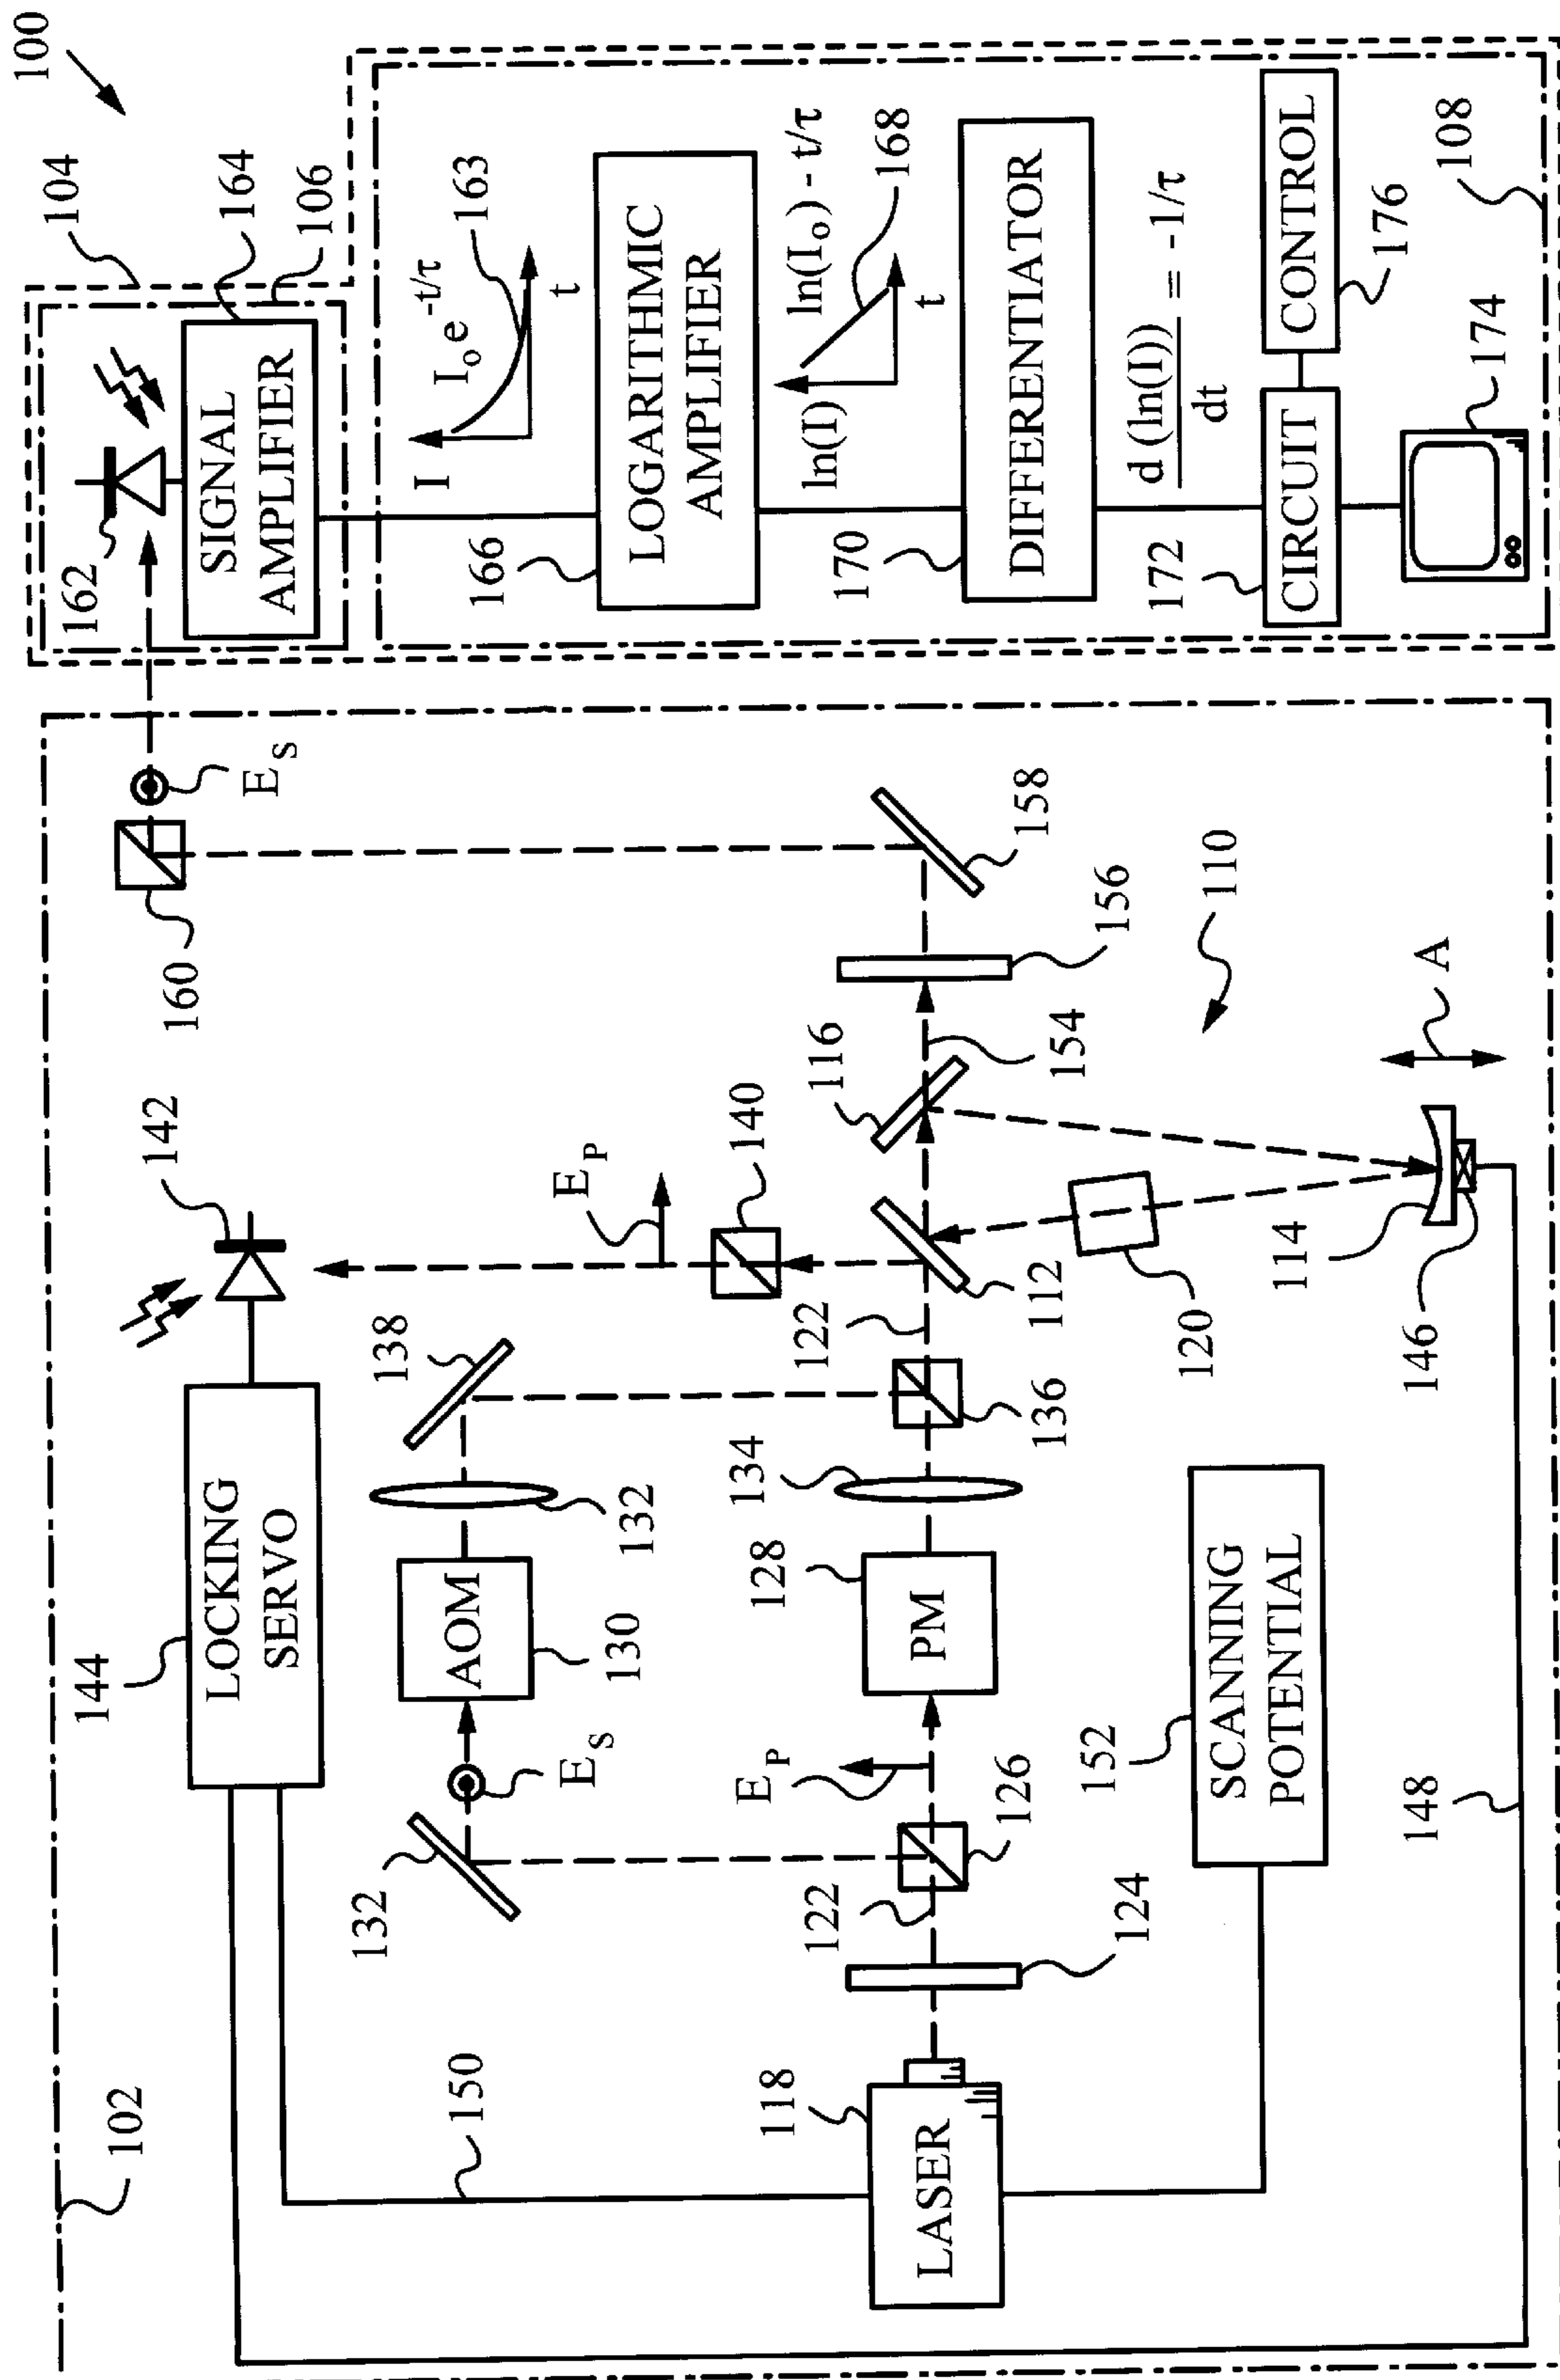 100
102
104
164
106
162
SIGNAL
AMPLIFIER
I
I₀e^-t/τ
163
t
166
LOGARITHMIC
AMPLIFIER
ln(I)
ln(I₀) - t/τ
168
t
170
DIFFERENTIATOR
d (ln(I))
dt
= -1/τ
172
CIRCUIT
CONTROL
176
174
108
144
LOCKING
SERVO
142
160
E_S
150
132
E_S
AOM
130
132
138
E_P
140
118
LASER
124
122
126
E_P
128
PM
134
136
122
112
116
154
156
158
110
152
SCANNING
POTENTIAL
120
114
146
148
A